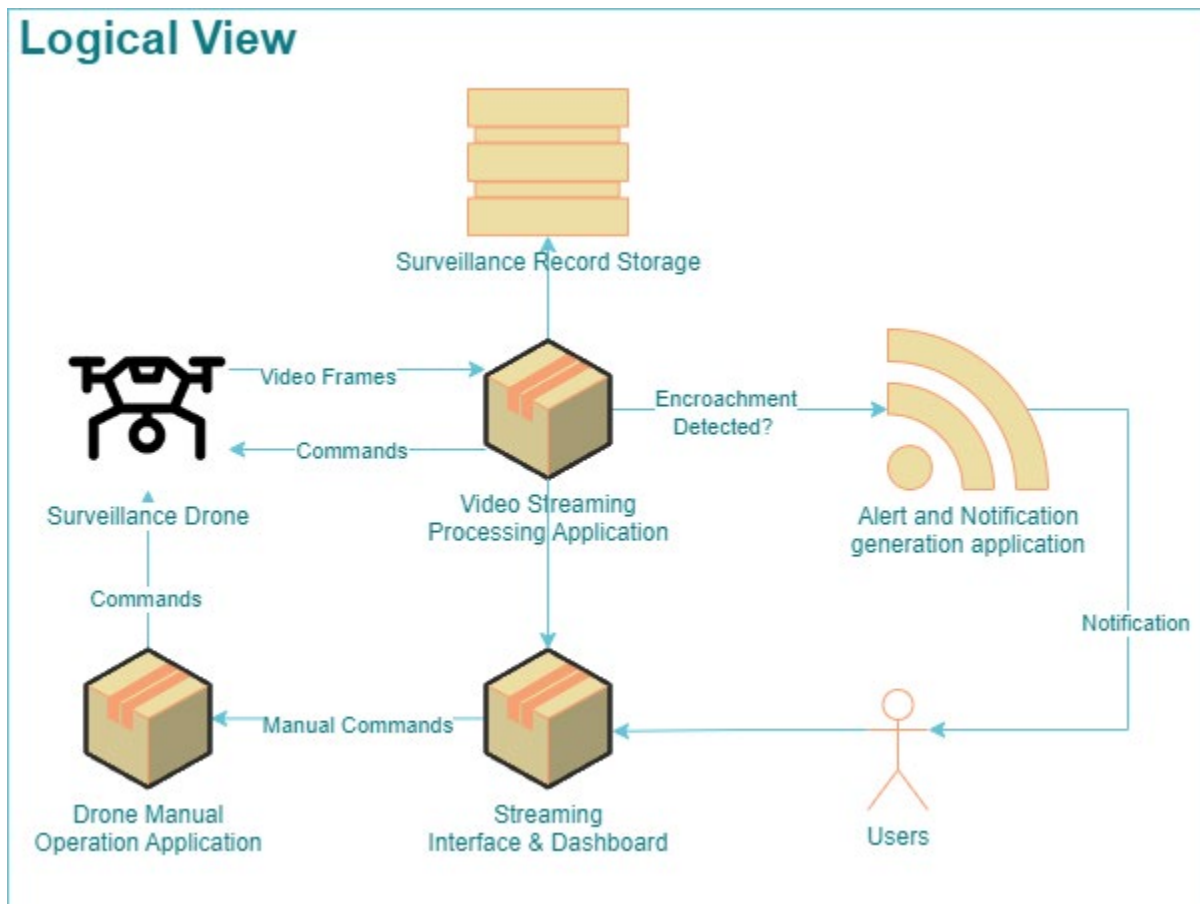 Logical View
Surveillance Record Storage
Video Frames
Encroachment
Detected?
Commands
Surveillance Drone
Video Streaming
Processing Application
Alert and Notification
generation application
Commands
Notification
Manual Commands
Drone Manual
Operation Application
Streaming
Interface & Dashboard
Users